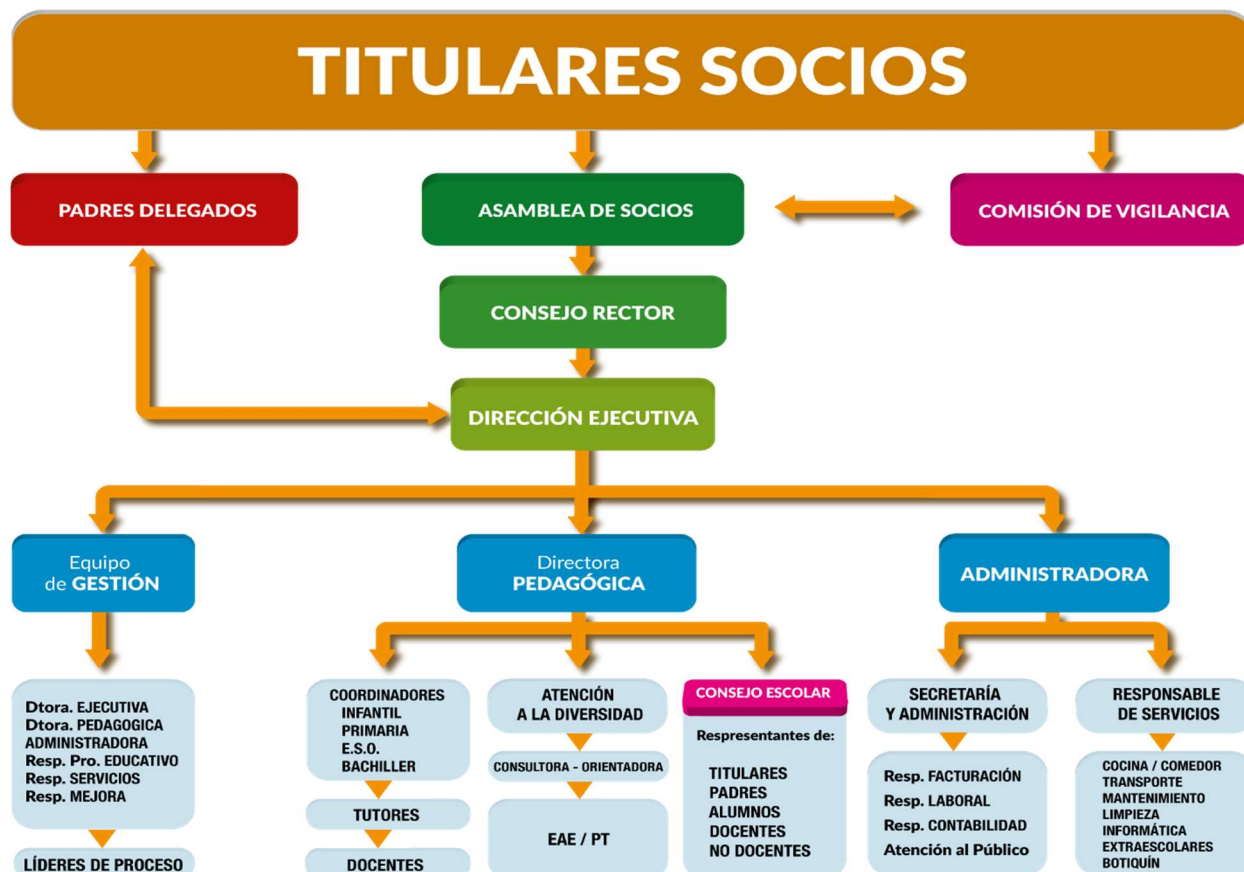 TITULARES SOCIOS
PADRES DELEGADOS
ASAMBLEA DE SOCIOS
COMISIÓN DE VIGILANCIA
CONSEJO RECTOR
DIRECCIÓN EJECUTIVA
Equipo
de GESTIÓN
Directora
PEDAGÓGICA
ADMINISTRADORA
Dtora. EJECUTIVA
Dtora. PEDAGOGICA
ADMINISTRADORA
Resp. Pro. EDUCATIVO
Resp. SERVICIOS
Resp. MEJORA
LÍDERES DE PROCESO
COORDINADORES
INFANTIL
PRIMARIA
E.S.O.
BACHILLER
TUTORES
DOCENTES
ATENCIÓN
A LA DIVERSIDAD
CONSULTORA - ORIENTADORA
EAE / PT
CONSEJO ESCOLAR
Respresentantes de:
TITULARES
PADRES
ALUMNOS
DOCENTES
NO DOCENTES
SECRETARÍA
Y ADMINISTRACIÓN
Resp. FACTURACIÓN
Resp. LABORAL
Resp. CONTABILIDAD
Atención al Público
RESPONSABLE
DE SERVICIOS
COCINA / COMEDOR
TRANSPORTE
MANTENIMIENTO
LIMPIEZA
INFORMÁTICA
EXTRAESCOLARES
BOTIQUÍN